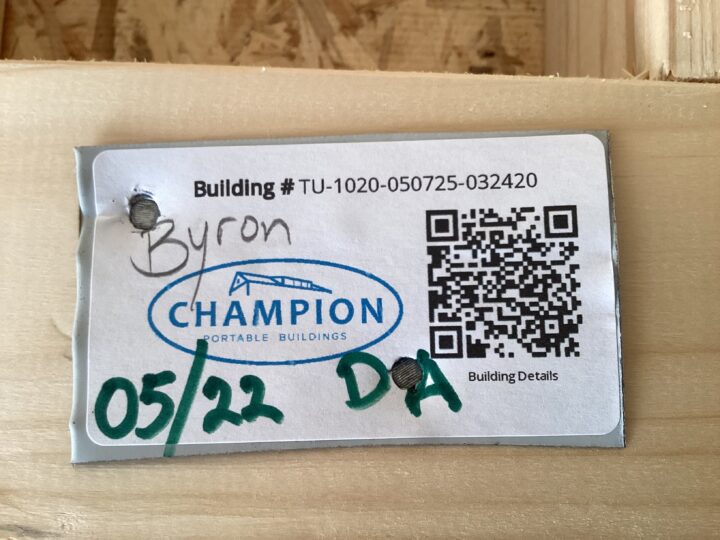 Building # TU-1020-050725-032420
Byron
CHAMPION
PORTABLE BUILDINGS
Building Details
05/22 DA